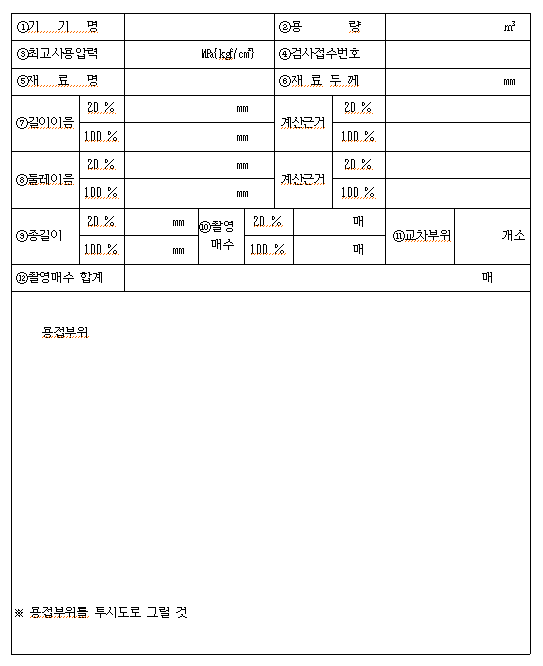 ①기 기 명 ②용 량 m³
③최고사용압력 MPa{kgf/cm²} ④검사접수번호
⑤재 료 명 ⑥재 료 두 께 mm
⑦길이이음 20 % mm 계산근거 20 %
100 % mm 100 %
⑧둘레이음 20 % mm 계산근거 20 %
100 % mm 100 %
⑨총길이 20 % mm ⑩촬영 매수 20 % 매 ⑪교차부위 개소
100 % mm 100 % 매
⑫촬영매수 합계 매
용접부위
※ 용접부위를 투시도로 그릴 것